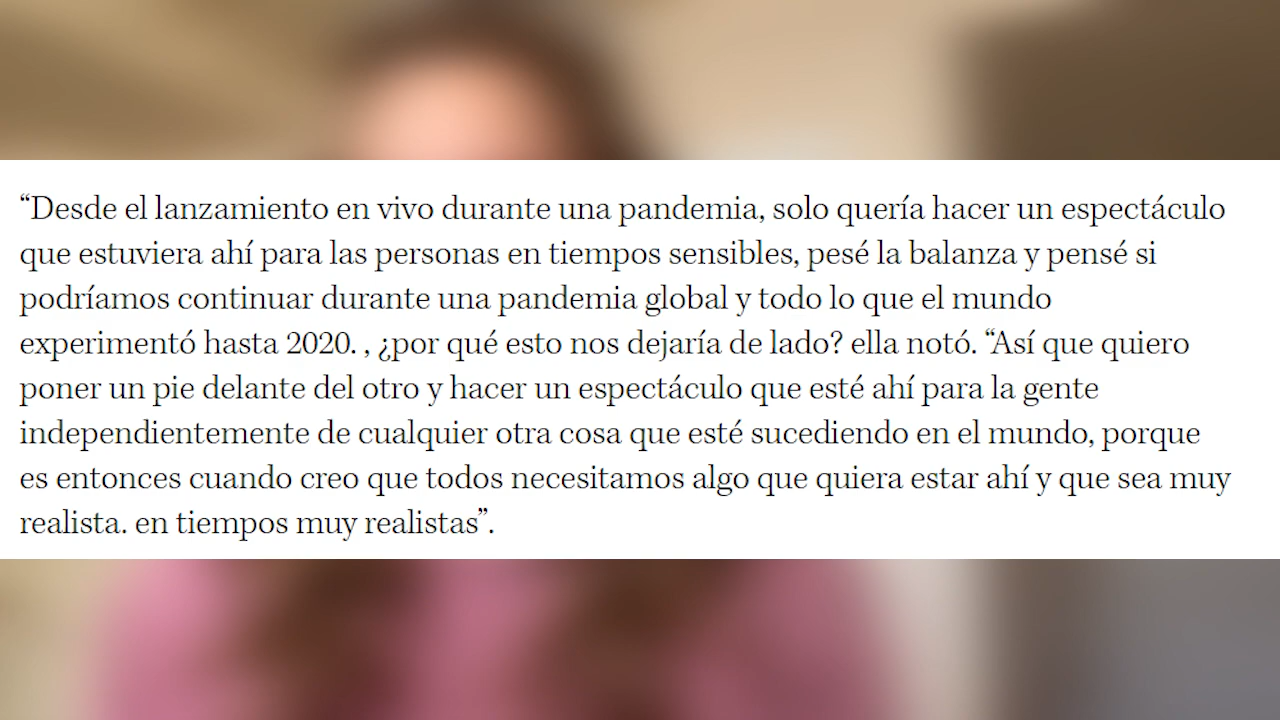 “Desde el lanzamiento en vivo durante una pandemia, solo quería hacer un espectáculo
que estuviera ahí para las personas en tiempos sensibles, pesé la balanza y pensé si
podríamos continuar durante una pandemia global y todo lo que el mundo
experimentó hasta 2020. , ¿por qué esto nos dejaría de lado? ella notó. “Así que quiero
poner un pie delante del otro y hacer un espectáculo que esté ahí para la gente
independientemente de cualquier otra cosa que esté sucediendo en el mundo, porque
es entonces cuando creo que todos necesitamos algo que quiera estar ahí y que sea muy
realista. en tiempos muy realistas”.